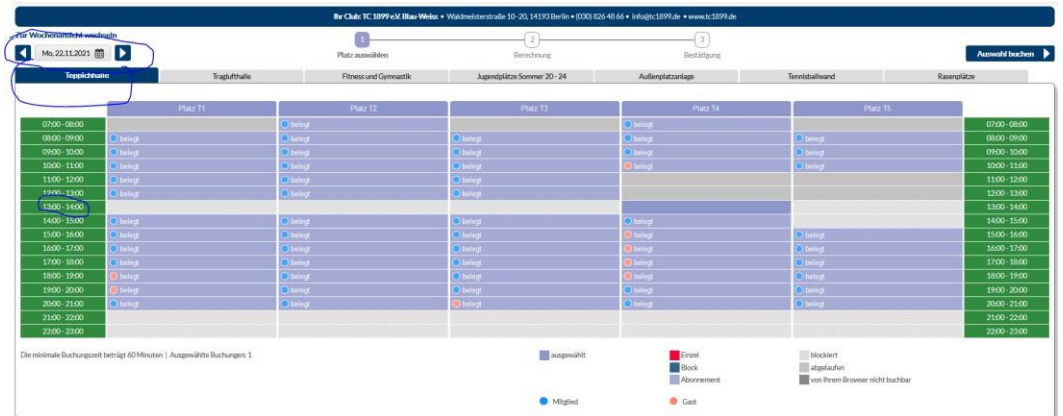 Ihr Club: TC 1899 e.V. Blau-Weiss • Waldmeisterstraße 10-20, 14193 Berlin • (030) 826 48 66 • info@tc1899.de • www.tc1899.de
Zur Wochenansicht wechseln
Mo, 22.11.2021
1 2 3
Platz auswählen Berechnung Bestätigung
Auswahl buchen
Teppichhalle Traglufthalle Fitness und Gymnastik Jugendplätze Sommer 20 - 24 Außenplatzanlage Tennisballwand Rasenplätze
Platz T1 Platz T2 Platz T3 Platz T4 Platz T5
07:00 - 08:00 belegt belegt 07:00 - 08:00
08:00 - 09:00 belegt belegt belegt belegt belegt 08:00 - 09:00
09:00 - 10:00 belegt belegt belegt belegt belegt 09:00 - 10:00
10:00 - 11:00 belegt belegt belegt belegt belegt 10:00 - 11:00
11:00 - 12:00 belegt belegt belegt 11:00 - 12:00
12:00 - 13:00 belegt belegt belegt 12:00 - 13:00
13:00 - 14:00 13:00 - 14:00
14:00 - 15:00 belegt belegt belegt belegt 14:00 - 15:00
15:00 - 16:00 belegt belegt belegt belegt belegt 15:00 - 16:00
16:00 - 17:00 belegt belegt belegt belegt belegt 16:00 - 17:00
17:00 - 18:00 belegt belegt belegt belegt belegt 17:00 - 18:00
18:00 - 19:00 belegt belegt belegt belegt belegt 18:00 - 19:00
19:00 - 20:00 belegt belegt belegt belegt belegt 19:00 - 20:00
20:00 - 21:00 belegt belegt belegt belegt belegt 20:00 - 21:00
21:00 - 22:00 21:00 - 22:00
22:00 - 23:00 22:00 - 23:00
Die minimale Buchungszeit beträgt 60 Minuten | Ausgewählte Buchungen: 1
ausgewählt Einzel blockiert
Block abgelaufen
Abonnement von Ihrem Browser nicht buchbar
Mitglied Gast